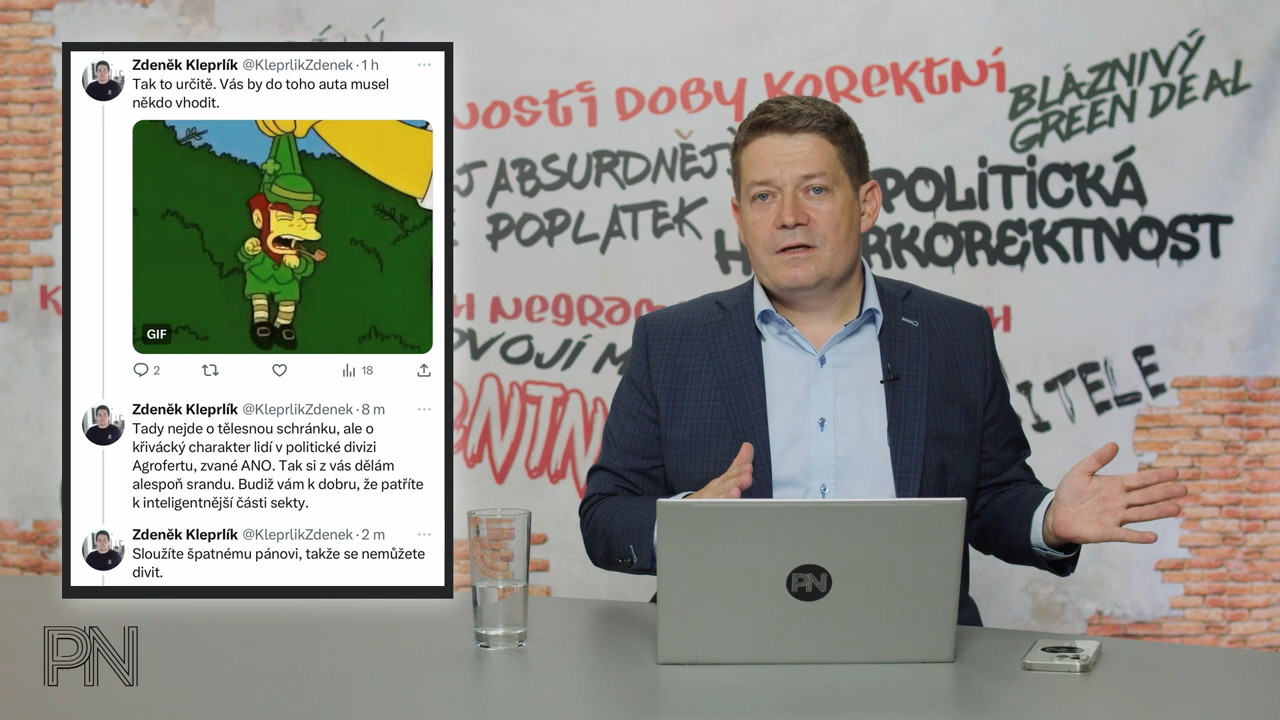 Zdeněk Kleprlík @KleprlikZdenek · 1 h
Tak to určitě. Vás by do toho auta musel
někdo vhodit.
GIF
2
18
Zdeněk Kleprlík @KleprlikZdenek · 8 m
Tady nejde o tělesnou schránku, ale o
křivácký charakter lidí v politické divizi
Agrofertu, zvané ANO. Tak si z vás dělám
alespoň srandu. Budiž vám k dobru, že patříte
k inteligentnější části sekty.
Zdeněk Kleprlík @KleprlikZdenek · 2 m
Sloužíte špatnému pánovi, takže se nemůžete
divit.
DOBY KOREKTNÍ
BLÁZNIVÝ
GREEN DEAL
POPLATEK
POLITICKÁ
PN
PN